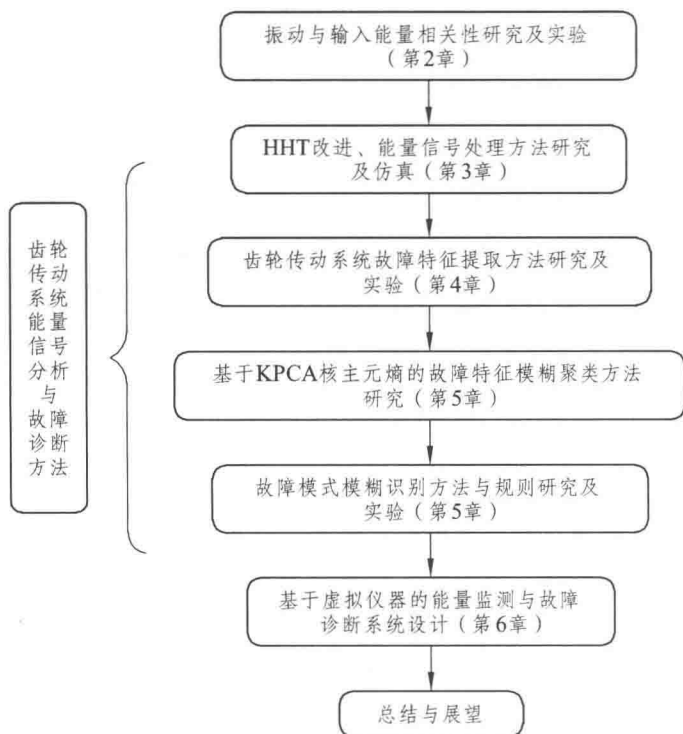 振动与输入能量相关性研究及实验
（第2章）
HHT改进、能量信号处理方法研究
及仿真（第3章）
齿轮
传动
系统
能量
信号
分析
与
故障
诊断
方法
齿轮传动系统故障特征提取方法研究及
实验（第4章）
基于KPCA核主元熵的故障特征模糊聚类方法
研究（第5章）
故障模式模糊识别方法与规则研究及
实验（第5章）
基于虚拟仪器的能量监测与故障
诊断系统设计（第6章）
总结与展望